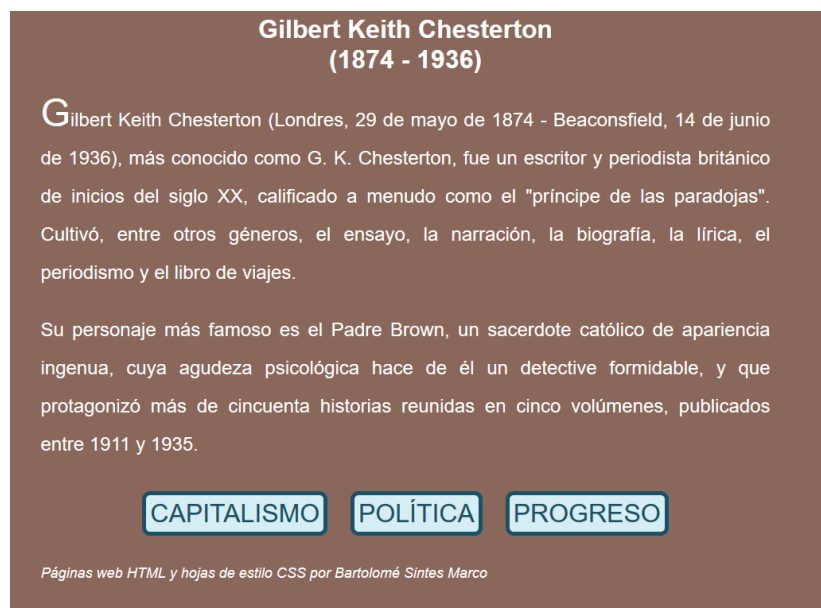 Gilbert Keith Chesterton
(1874 - 1936)
Gilbert Keith Chesterton (Londres, 29 de mayo de 1874 - Beaconsfield, 14 de junio
de 1936), más conocido como G. K. Chesterton, fue un escritor y periodista británico
de inicios del siglo XX, calificado a menudo como el "príncipe de las paradojas".
Cultivó, entre otros géneros, el ensayo, la narración, la biografía, la lírica, el
periodismo y el libro de viajes.
Su personaje más famoso es el Padre Brown, un sacerdote católico de apariencia
ingenua, cuya agudeza psicológica hace de él un detective formidable, y que
protagonizó más de cincuenta historias reunidas en cinco volúmenes, publicados
entre 1911 y 1935.
CAPITALISMO POLÍTICA PROGRESO
Páginas web HTML y hojas de estilo CSS por Bartolomé Sintes Marco